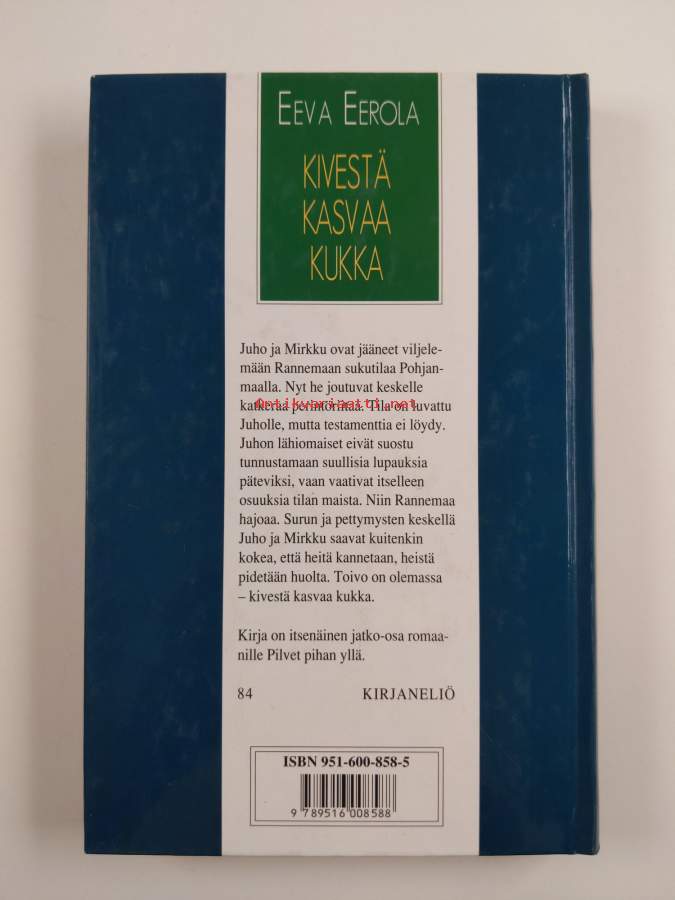 EEVA EEROLA
KIVESTÄ
KASVAA
KUKKA
Juho ja Mirkku ovat jääneet viljele-
mään Rannemaan sukutilaa Pohjan-
maalla. Nyt he joutuvat keskelle
katkeraa perintöriitaa. Tila on luvattu
Antikvariaatti.net
Juholle, mutta testamenttia ei löydy.
Juhon lähiomaiset eivät suostu
tunnustamaan suullisia lupauksia
päteviksi, vaan vaativat itselleen
osuuksia tilan maista. Niin Rannemaa
hajoaa. Surun ja pettymysten keskellä
Juho ja Mirkku saavat kuitenkin
kokea, että heitä kannetaan, heistä
pidetään huolta. Toivo on olemassa
– kivestä kasvaa kukka.
Kirja on itsenäinen jatko-osa romaa-
nille Pilvet pihan yllä.
84 KIRJANELIÖ
ISBN 951-600-858-5
9 789516 008588